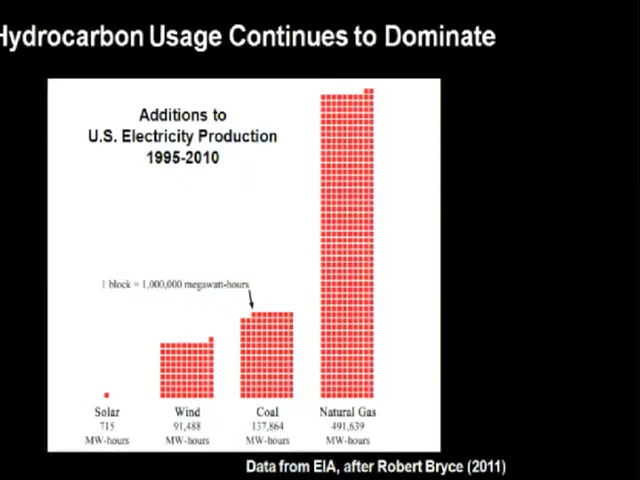 Hydrocarbon Usage Continues to Dominate
Additions to
U.S. Electricity Production
1995-2010
1 block = 1,000,000 megawatt-hours
Solar Wind Coal Natural Gas
715 91,488 137,864 491,639
MW-hours MW-hours MW-hours MW-hours
Data from EIA, after Robert Bryce (2011)